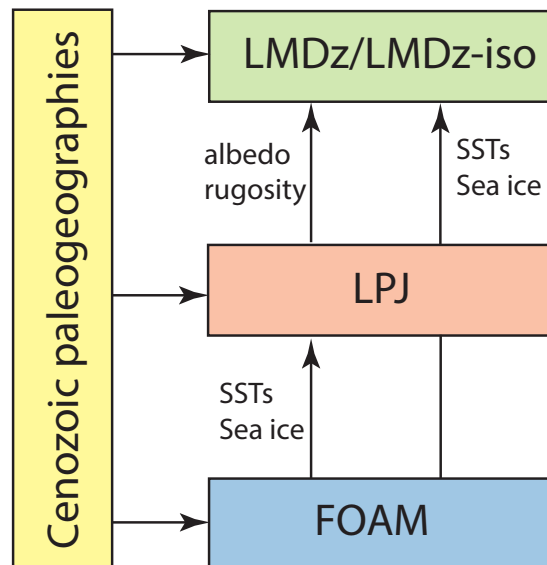 Cenozoic paleogeographies
LMDz/LMDz-iso
albedo
rugosity
SSTs
Sea ice
LPJ
SSTs
Sea ice
FOAM